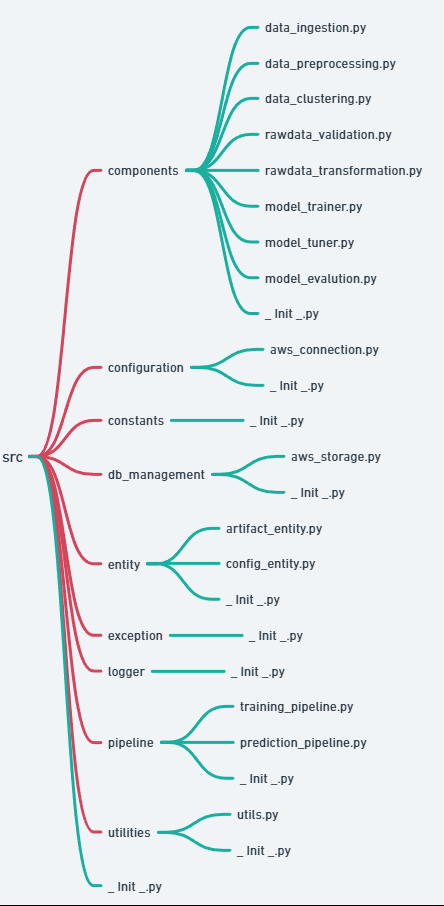 data_ingestion.py
data_preprocessing.py
data_clustering.py
rawdata_validation.py
components
rawdata_transformation.py
model_trainer.py
model_tuner.py
model_evalution.py
_ Init _.py
aws_connection.py
configuration
_ Init _.py
constants
_ Init _.py
src
aws_storage.py
db_management
_ Init _.py
artifact_entity.py
entity
config_entity.py
_ Init _.py
exception
_ Init _.py
logger
_ Init _.py
training_pipeline.py
pipeline
prediction_pipeline.py
_ Init _.py
utils.py
utilities
_ Init _.py
_ Init _.py